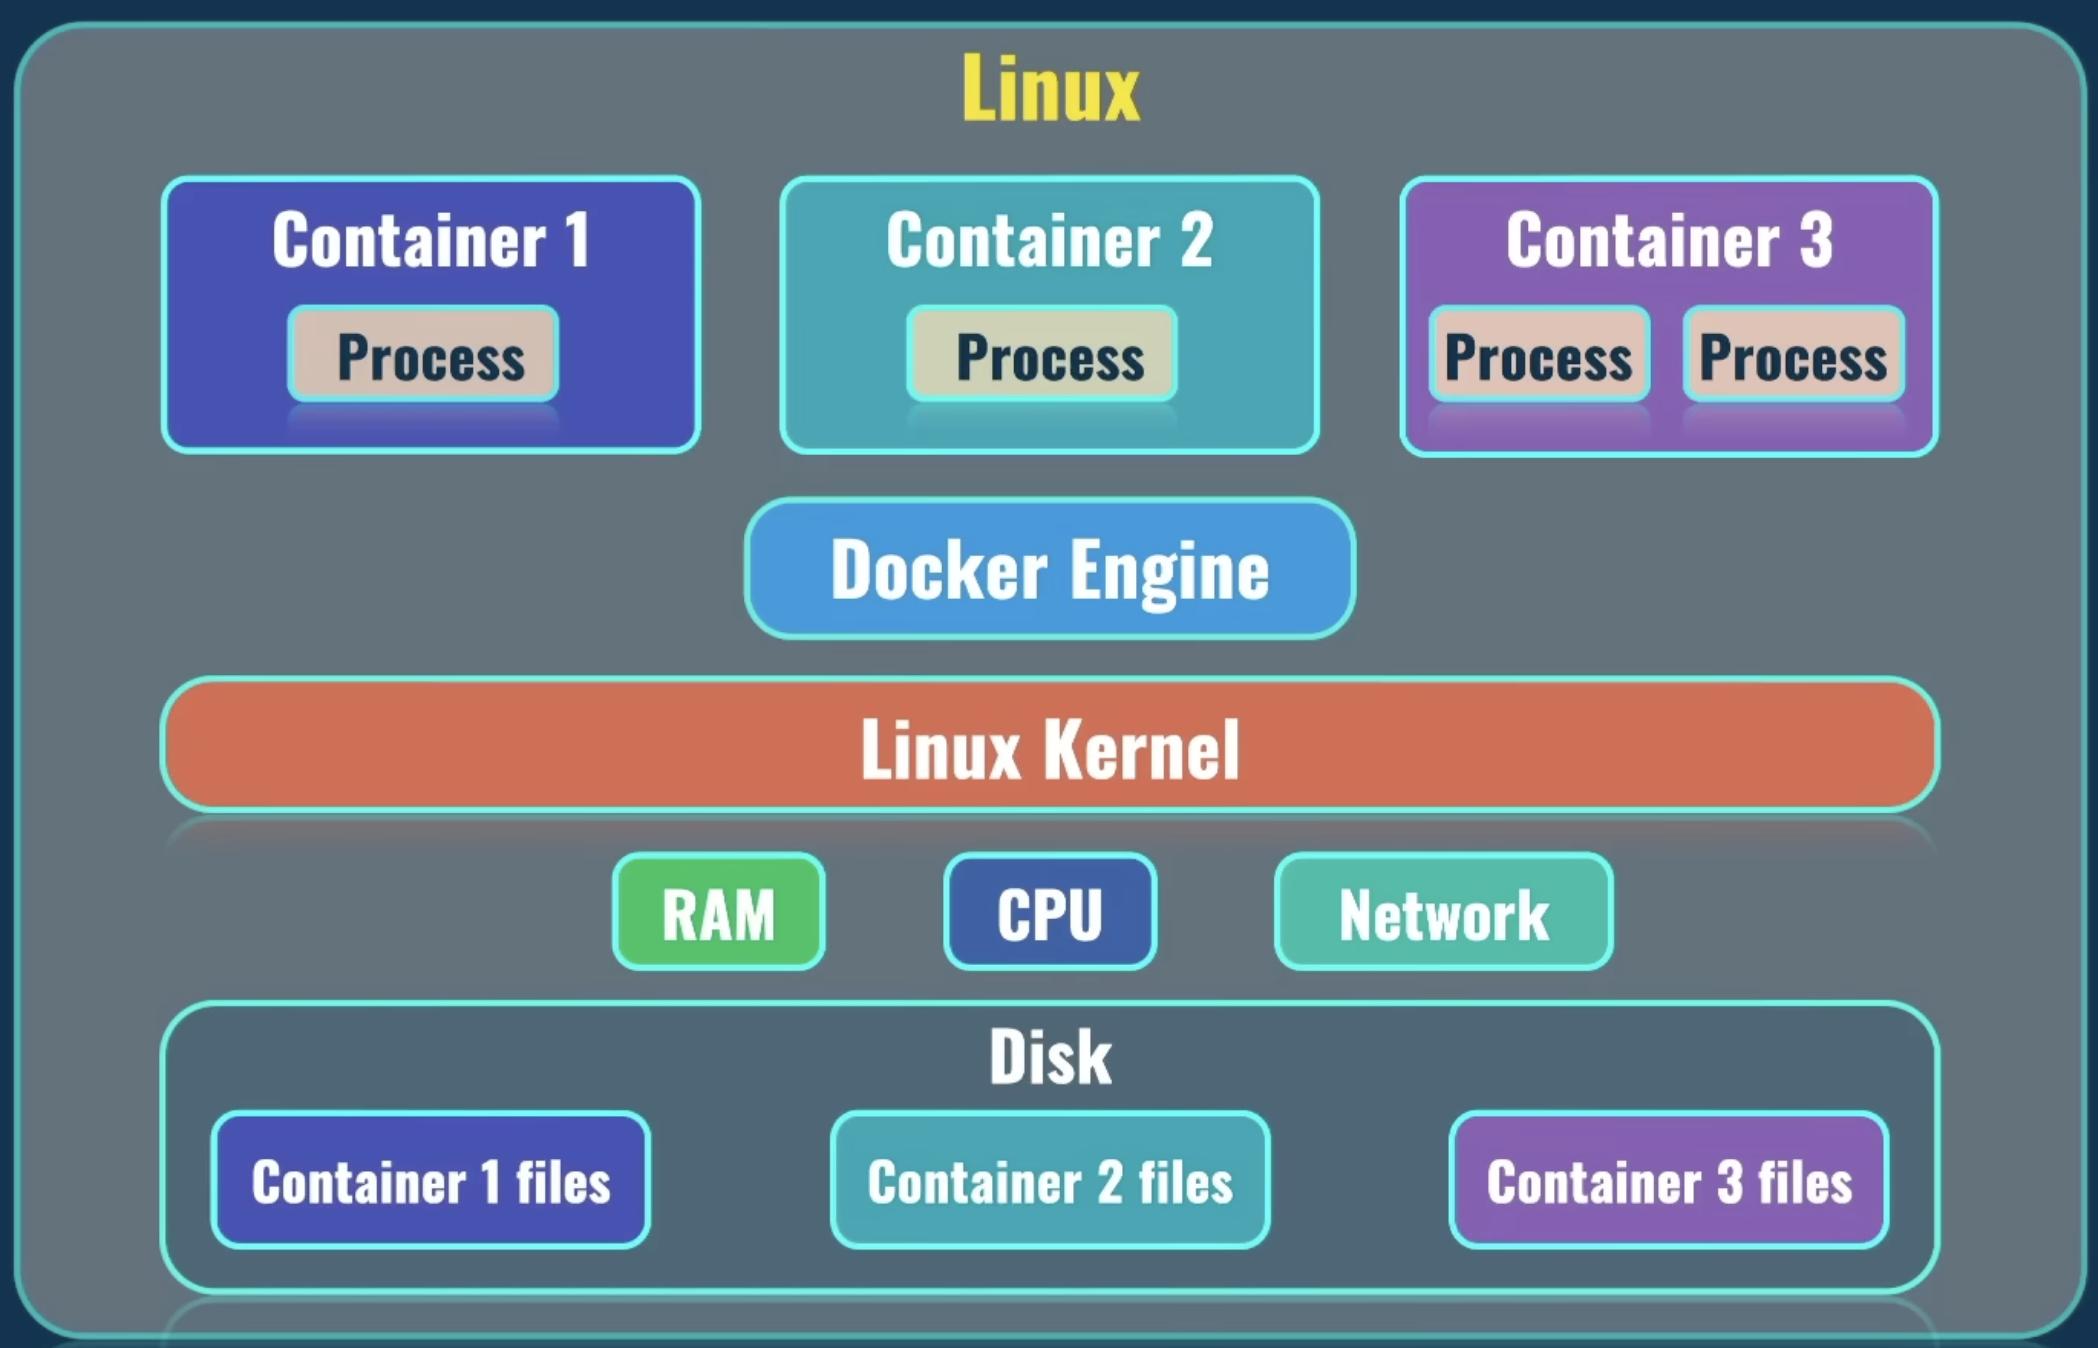 Linux
Container 1
Container 2
Container 3
Process
Process
Process
Process
Docker Engine
Linux Kernel
RAM
CPU
Network
Disk
Container 1 files
Container 2 files
Container 3 files